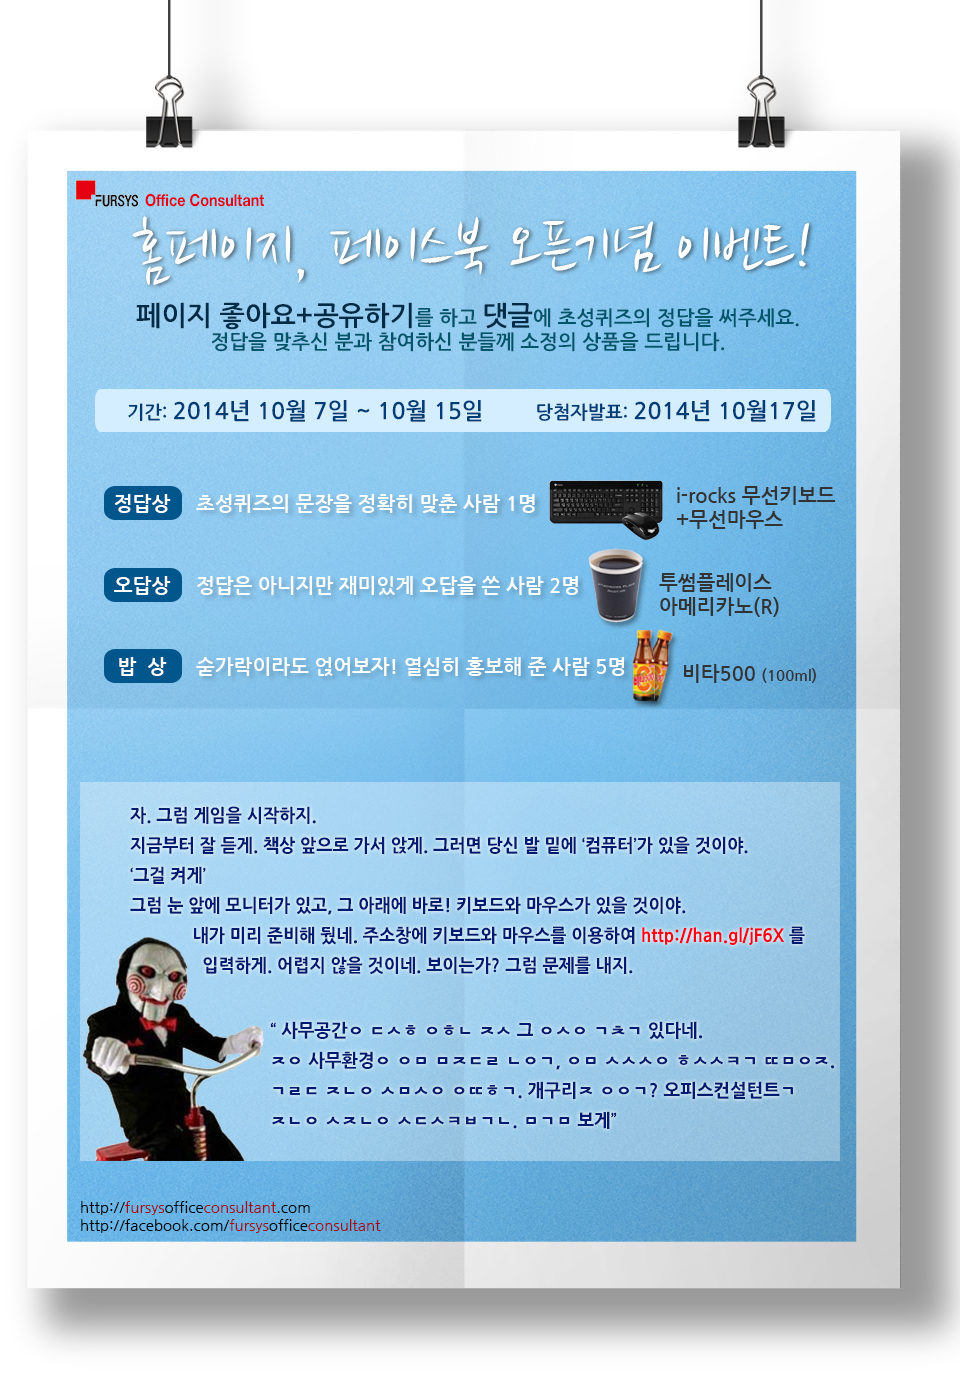 FURSYS Office Consultant
홈페이지, 페이스북 오픈기념 이벤트!
페이지 좋아요+공유하기를 하고 댓글에 초성퀴즈의 정답을 써주세요.
정답을 맞추신 분과 참여하신 분들께 소정의 상품을 드립니다.
기간: 2014년 10월 7일 ~ 10월 15일 당첨자발표: 2014년 10월17일
정답상 초성퀴즈의 문장을 정확히 맞춘 사람 1명
i-rocks 무선키보드
+무선마우스
오답상 정답은 아니지만 재미있게 오답을 쓴 사람 2명
투썸플레이스
아메리카노(R)
밥 상 숟가락이라도 얹어보자! 열심히 홍보해 준 사람 5명
비타500 (100ml)
자. 그럼 게임을 시작하지.
지금부터 잘 듣게. 책상 앞으로 가서 앉게. 그러면 당신 발 밑에 ‘컴퓨터’가 있을 것이야.
‘그걸 켜게’
그럼 눈 앞에 모니터가 있고, 그 아래에 바로! 키보드와 마우스가 있을 것이야.
내가 미리 준비해 뒀네. 주소창에 키보드와 마우스를 이용하여 http://han.gl/jF6X 를
입력하게. 어렵지 않을 것이네. 보이는가? 그럼 문제를 내지.
“ 사무공간ㅇ ㄷㅅㅎ ㅇㅎㄴ ㅈㅅ 그 ㅇㅅㅇ ㄱㅊㄱ 있다네.
ㅈㅇ 사무환경ㅇ ㅇㅁ ㅁㅈㄷㄹ ㄴㅇㄱ, ㅇㅁ ㅅㅅㅅㅇ ㅎㅅㅅㅋㄱ ㄸㅁㅇㅈ.
ㄱㄹㄷ ㅈㄴㅇ ㅅㅁㅅㅇ ㅇㄸㅎㄱ. 개구리ㅈ ㅇㅇㄱ? 오피스컨설턴트ㄱ
ㅈㄴㅇ ㅅㅈㄴㅇ ㅅㄷㅅㅋㅂㄱㄴ. ㅁㄱㅁ 보게”
http://fursysofficeconsultant.com
http://facebook.com/fursysofficeconsultant